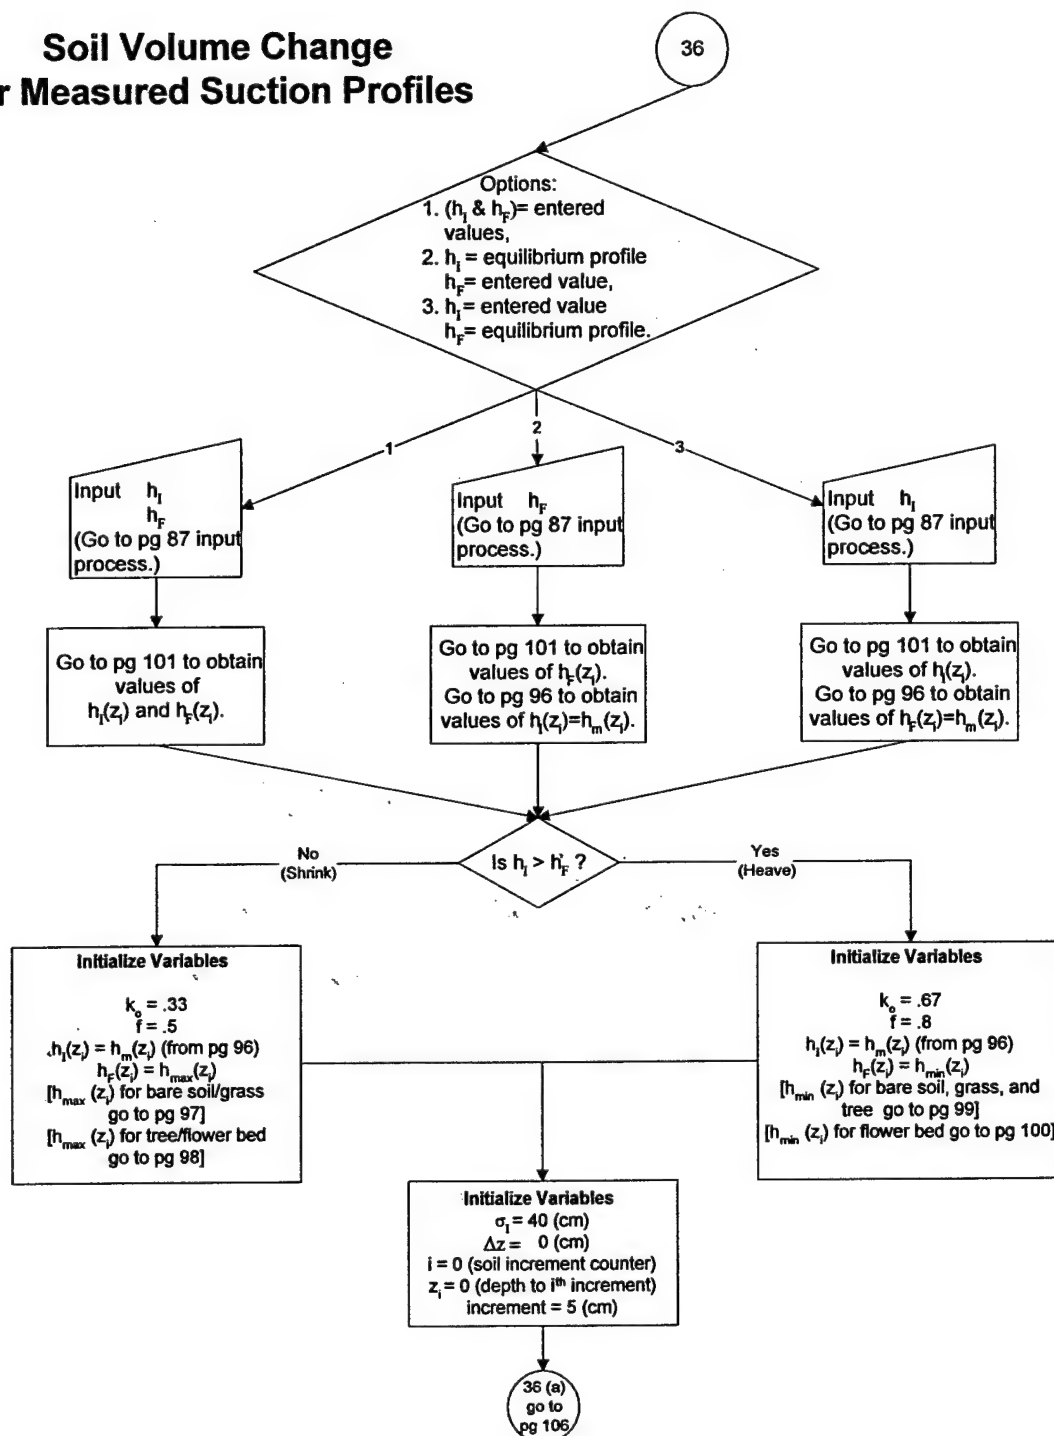 Soil Volume Change
r Measured Suction Profiles
36
Options:
1. (h_I & h_F)= entered
values,
2. h_I = equilibrium profile
h_F= entered value,
3. h_I= entered value
h_F= equilibrium profile.
1
2
3
Input h_I
h_F
(Go to pg 87 input
process.)
Input h_F
(Go to pg 87 input
process.)
Input h_I
(Go to pg 87 input
process.)
Go to pg 101 to obtain
values of
h_I(z_i) and h_F(z_i).
Go to pg 101 to obtain
values of h_F(z_i).
Go to pg 96 to obtain
values of h_I(z_i)=h_m(z_i).
Go to pg 101 to obtain
values of h_I(z_i).
Go to pg 96 to obtain
values of h_F(z_i)=h_m(z_i).
Is h_I > h_F ?
No
(Shrink)
Yes
(Heave)
Initialize Variables
k_o = .33
f = .5
h_I(z_i) = h_m(z_i) (from pg 96)
h_F(z_i) = h_max(z_i)
[h_max (z_i) for bare soil/grass
go to pg 97]
[h_max (z_i) for tree/flower bed
go to pg 98]
Initialize Variables
k_o = .67
f = .8
h_I(z_i) = h_m(z_i) (from pg 96)
h_F(z_i) = h_min(z_i)
[h_min (z_i) for bare soil, grass, and
tree go to pg 99]
[h_min (z_i) for flower bed go to pg 100]
Initialize Variables
σ_I = 40 (cm)
Δz = 0 (cm)
i = 0 (soil increment counter)
z_i = 0 (depth to i^th increment)
increment = 5 (cm)
36 (a)
go to
pg 106